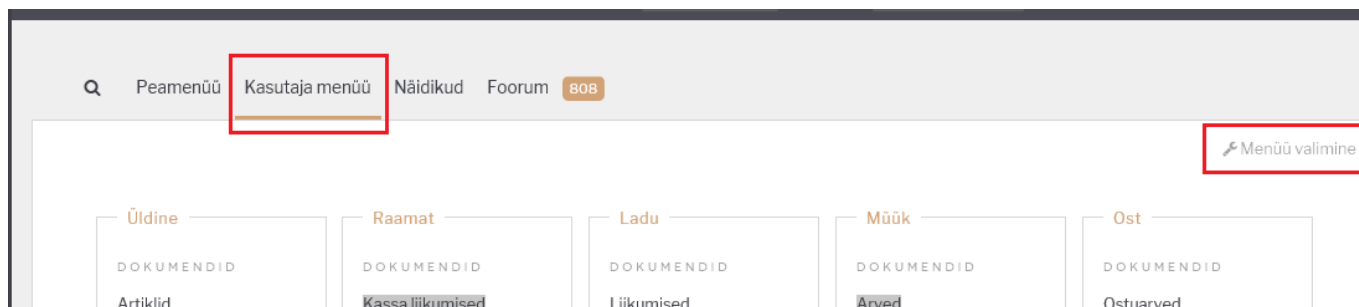 Peamenüü Kasutaja menüü Näidikud Foorum 808
Menüü valimine
Üldine Raamat Ladu Müük Ost
DOKUMENDID DOKUMENDID DOKUMENDID DOKUMENDID DOKUMENDID
Artiklid Kassa liikumised Liikumised Arved Ostuarved